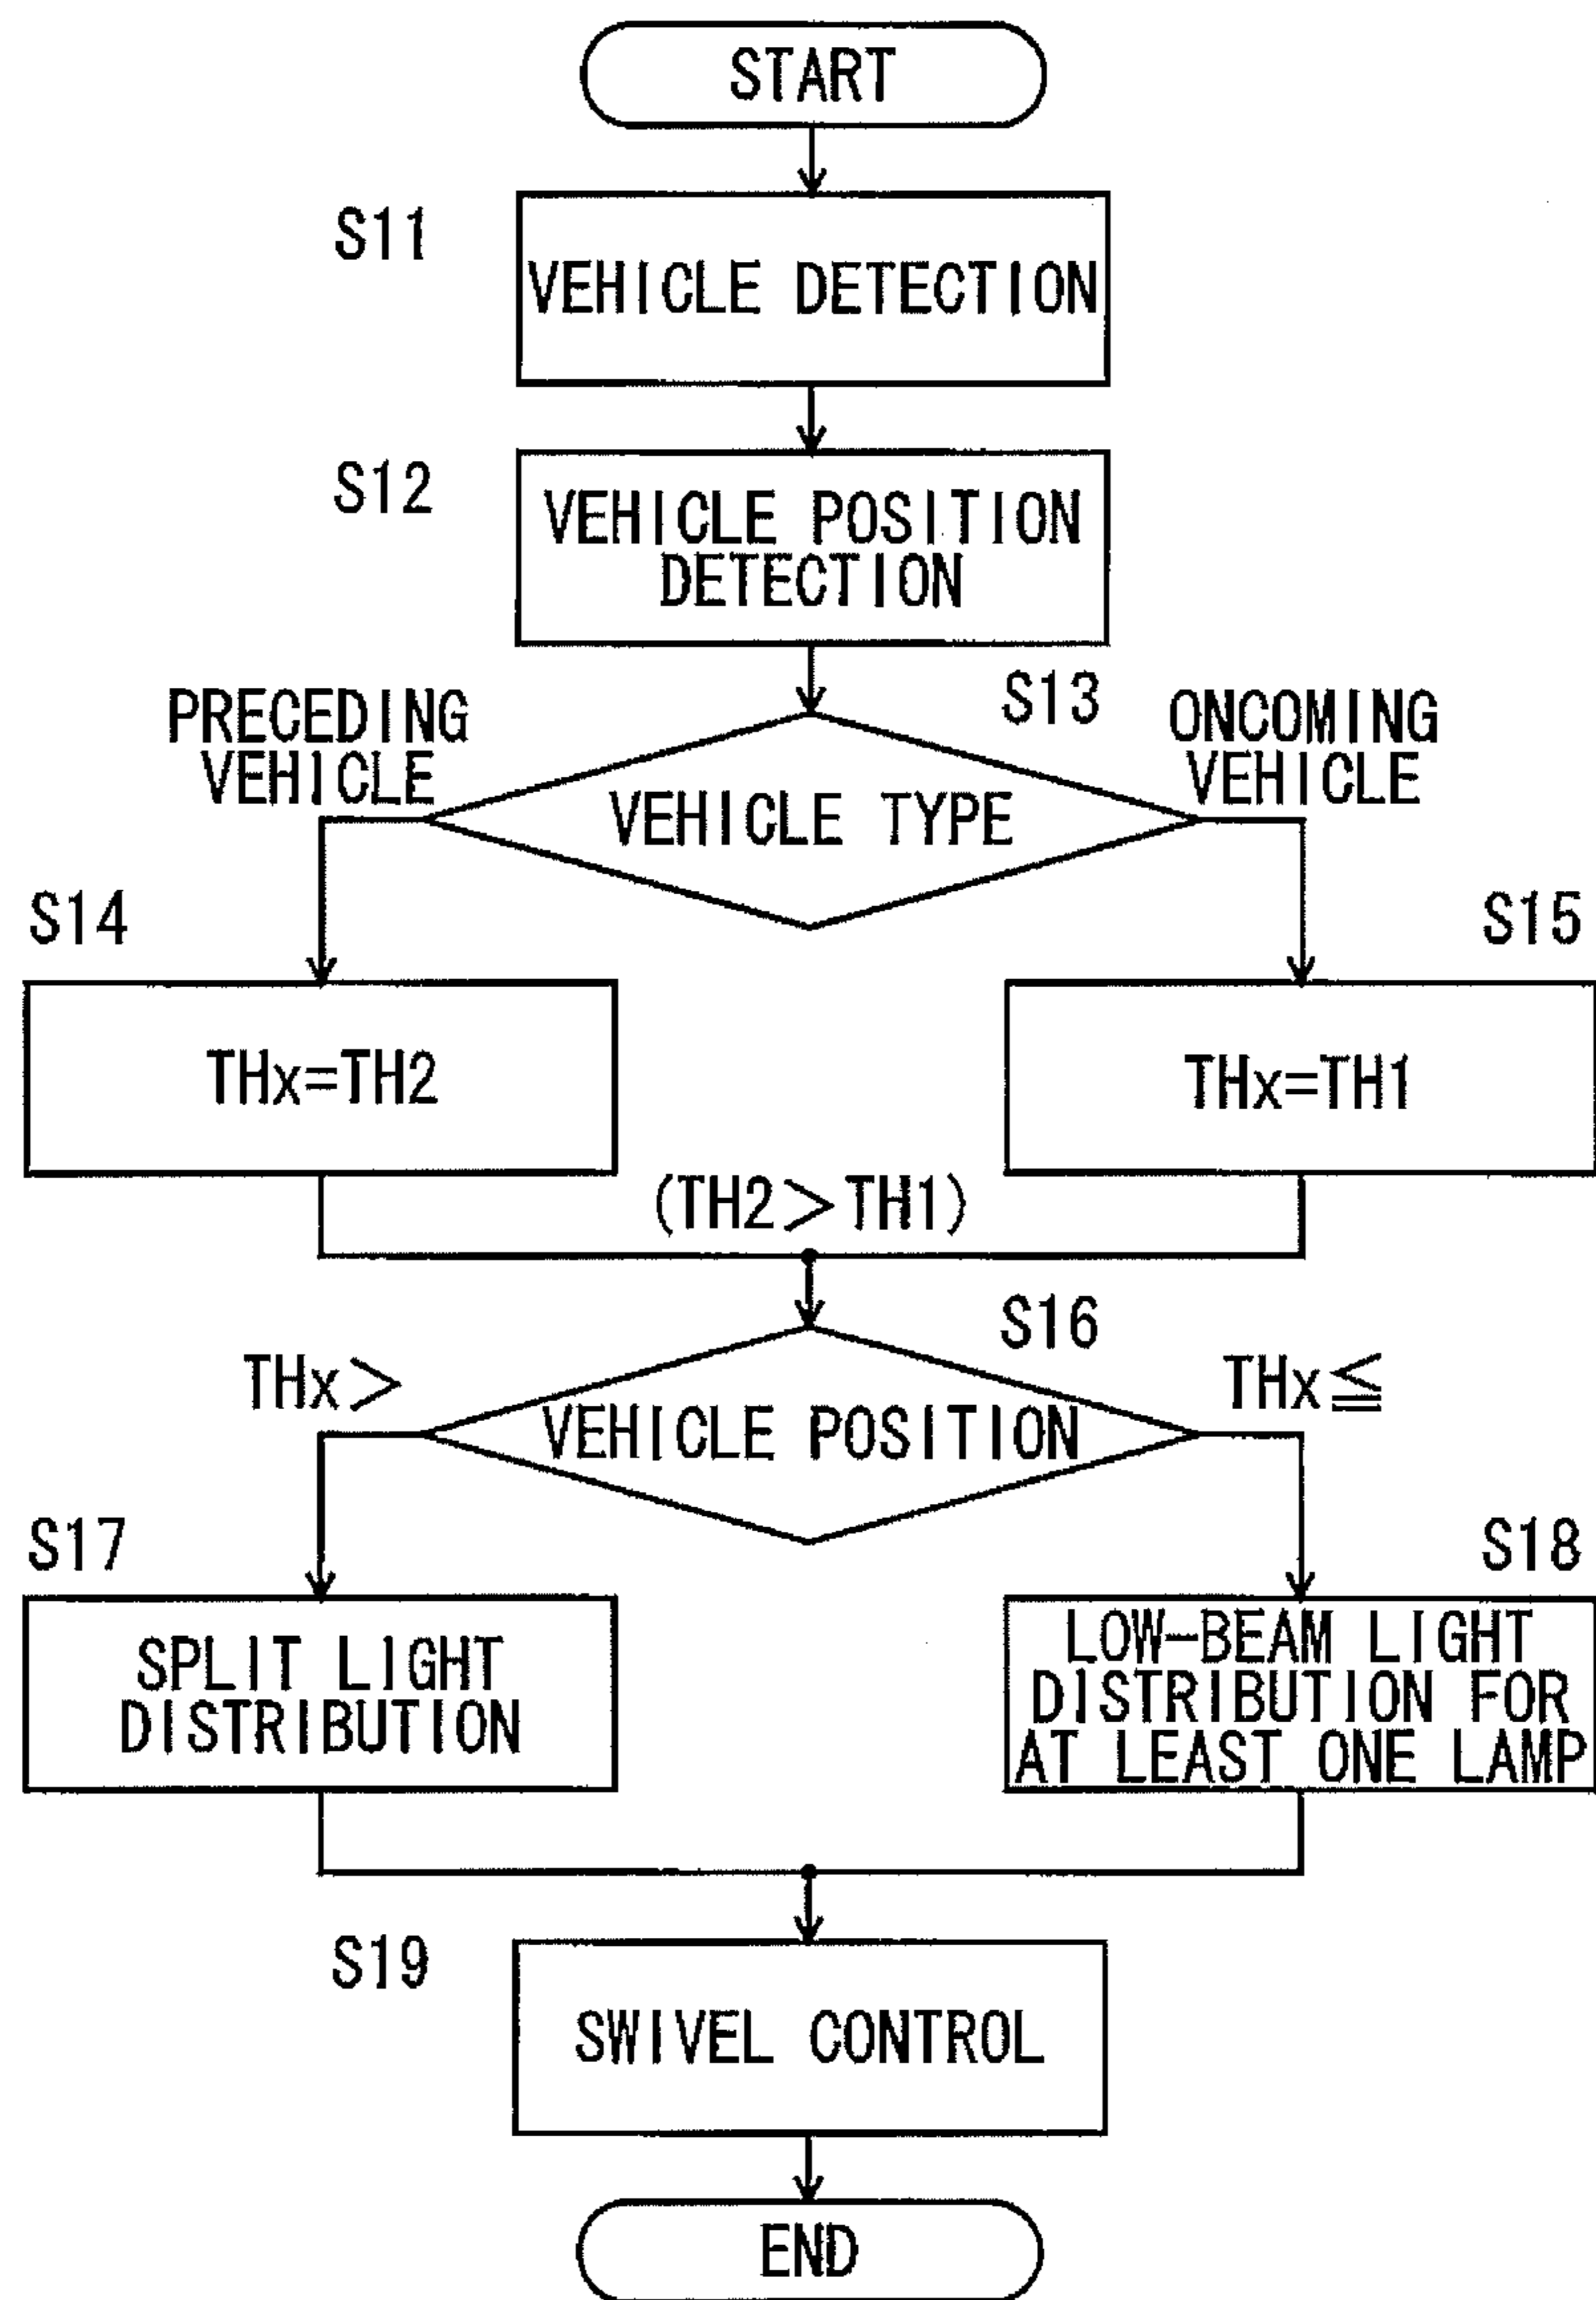 START
S11
VEHICLE DETECTION
S12
VEHICLE POSITION
DETECTION
S13
PRECEDING
VEHICLE
ONCOMING
VEHICLE
VEHICLE TYPE
S14
S15
THx=TH2
THx=TH1
(TH2>TH1)
S16
THx>
THx≦
VEHICLE POSITION
S17
S18
SPLIT LIGHT
DISTRIBUTION
LOW-BEAM LIGHT
DISTRIBUTION FOR
AT LEAST ONE LAMP
S19
SWIVEL CONTROL
END